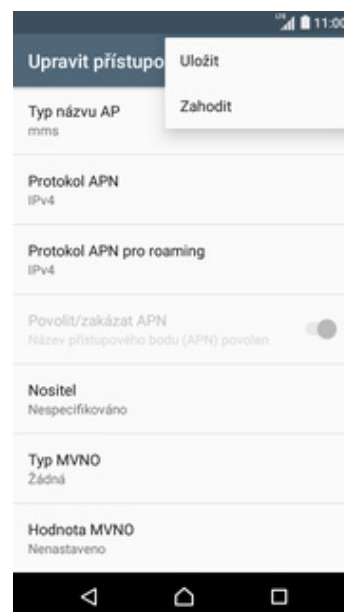 LTE 11:00
Upravit přístupo
Uložit
Zahodit
Typ názvu AP
mms
Protokol APN
IPv4
Protokol APN pro roaming
IPv4
Povolit/zakázat APN
Název přístupového bodu (APN) povolen
Nositel
Nespecifikováno
Typ MVNO
Žádná
Hodnota MVNO
Nenastaveno